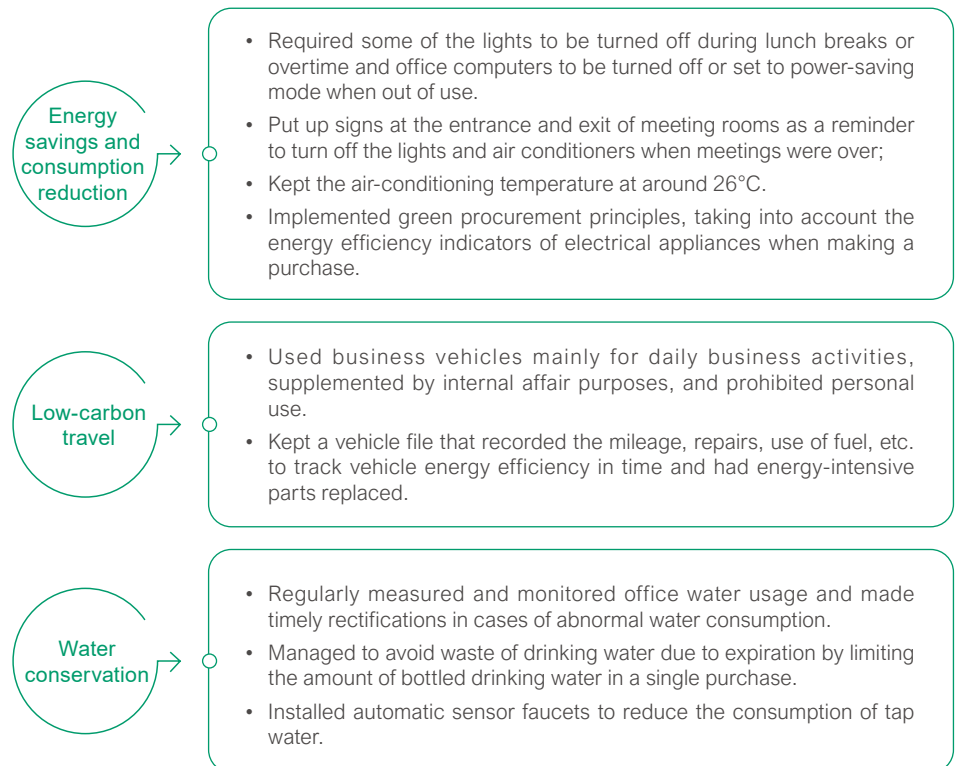 Energy
savings and
consumption
reduction
• Required some of the lights to be turned off during lunch breaks or
overtime and office computers to be turned off or set to power-saving
mode when out of use.
• Put up signs at the entrance and exit of meeting rooms as a reminder
to turn off the lights and air conditioners when meetings were over;
• Kept the air-conditioning temperature at around 26°C.
• Implemented green procurement principles, taking into account the
energy efficiency indicators of electrical appliances when making a
purchase.
Low-carbon
travel
• Used business vehicles mainly for daily business activities,
supplemented by internal affair purposes, and prohibited personal
use.
• Kept a vehicle file that recorded the mileage, repairs, use of fuel, etc.
to track vehicle energy efficiency in time and had energy-intensive
parts replaced.
Water
conservation
• Regularly measured and monitored office water usage and made
timely rectifications in cases of abnormal water consumption.
• Managed to avoid waste of drinking water due to expiration by limiting
the amount of bottled drinking water in a single purchase.
• Installed automatic sensor faucets to reduce the consumption of tap
water.